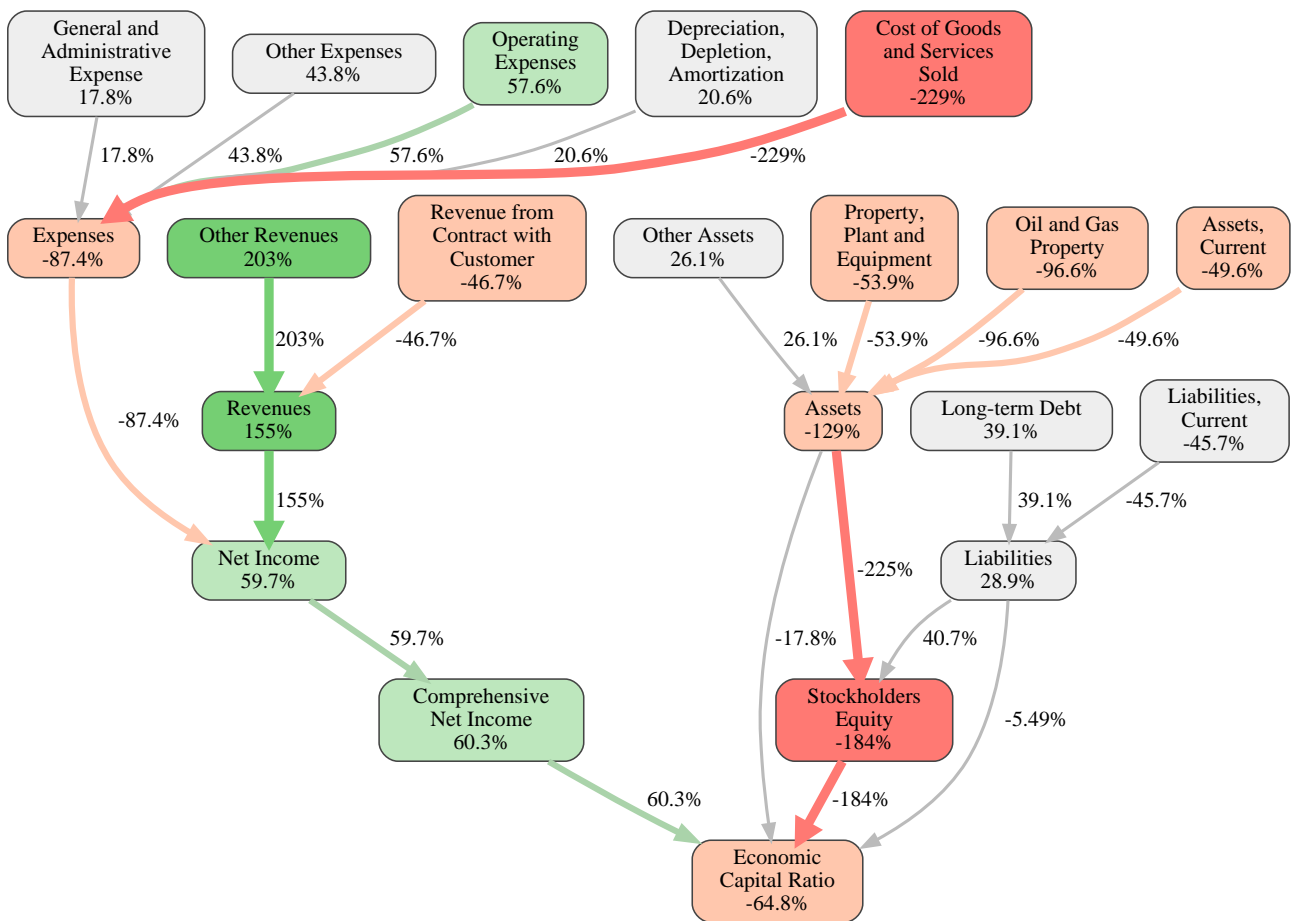 General and
Administrative
Expense
17.8%
Other Expenses
43.8%
Operating
Expenses
57.6%
Depreciation,
Depletion,
Amortization
20.6%
Cost of Goods
and Services
Sold
-229%
17.8%
43.8%
57.6%
20.6%
-229%
Expenses
-87.4%
Other Revenues
203%
Revenue from
Contract with
Customer
-46.7%
Other Assets
26.1%
Property,
Plant and
Equipment
-53.9%
Oil and Gas
Property
-96.6%
Assets,
Current
-49.6%
203%
-46.7%
26.1%
-53.9%
-96.6%
-49.6%
-87.4%
Revenues
155%
Assets
-129%
Long-term Debt
39.1%
Liabilities,
Current
-45.7%
155%
39.1%
-45.7%
Net Income
59.7%
-225%
Liabilities
28.9%
59.7%
-17.8%
40.7%
-5.49%
Comprehensive
Net Income
60.3%
Stockholders
Equity
-184%
60.3%
-184%
Economic
Capital Ratio
-64.8%